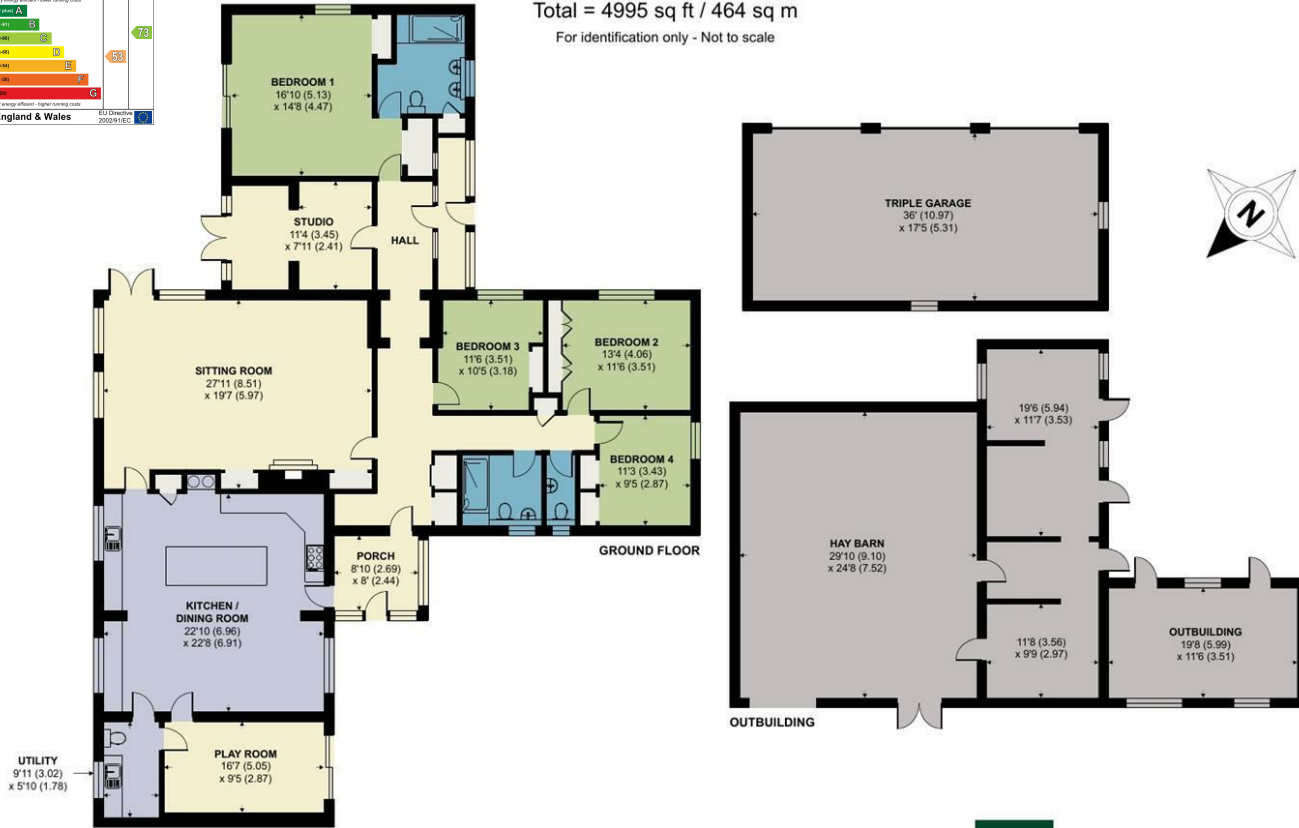 Total = 4995 sq ft / 464 sq m
For identification only - Not to scale
A
B
C
D
E
F
G
53
73
energy efficient - higher running costs
England & Wales
EU Directive
2002/91/EC
BEDROOM 1
16'10 (5.13)
x 14'8 (4.47)
STUDIO
11'4 (3.45)
x 7'11 (2.41)
HALL
SITTING ROOM
27'11 (8.51)
x 19'7 (5.97)
BEDROOM 3
11'6 (3.51)
x 10'5 (3.18)
BEDROOM 2
13'4 (4.06)
x 11'6 (3.51)
BEDROOM 4
11'3 (3.43)
x 9'5 (2.87)
GROUND FLOOR
PORCH
8'10 (2.69)
x 8' (2.44)
KITCHEN /
DINING ROOM
22'10 (6.96)
x 22'8 (6.91)
UTILITY
9'11 (3.02)
x 5'10 (1.78)
PLAY ROOM
16'7 (5.05)
x 9'5 (2.87)
TRIPLE GARAGE
36' (10.97)
x 17'5 (5.31)
N
19'6 (5.94)
x 11'7 (3.53)
HAY BARN
29'10 (9.10)
x 24'8 (7.52)
11'8 (3.56)
x 9'9 (2.97)
OUTBUILDING
19'8 (5.99)
x 11'6 (3.51)
OUTBUILDING